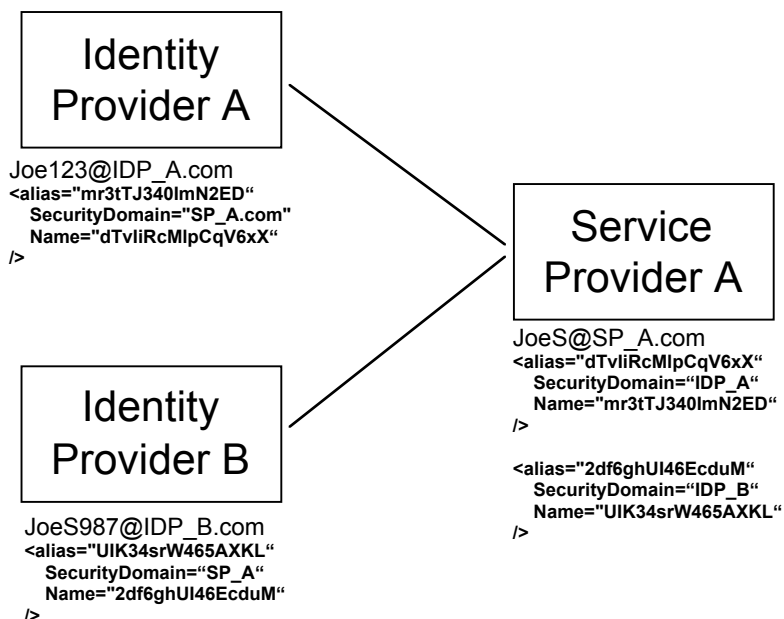 Identity
Provider A
Joe123@IDP_A.com
<alias="mr3tTJ340ImN2ED“
SecurityDomain="SP_A.com"
Name="dTvIiRcMlpCqV6xX“
/>
Identity
Provider B
JoeS987@IDP_B.com
<alias="UIK34srW465AXKL“
SecurityDomain=“SP_A“
Name="2df6ghUI46EcduM“
/>
Service
Provider A
JoeS@SP_A.com
<alias="dTvIiRcMlpCqV6xX“
SecurityDomain=“IDP_A“
Name="mr3tTJ340ImN2ED“
/>
<alias="2df6ghUI46EcduM“
SecurityDomain=“IDP_B“
Name="UIK34srW465AXKL“
/>